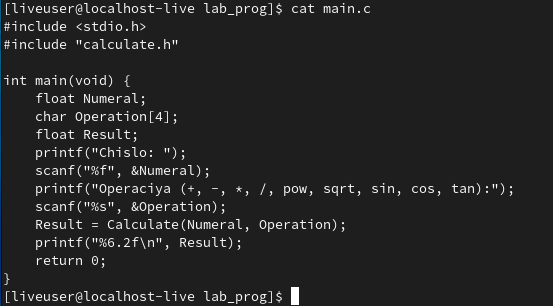 [liveuser@localhost-live lab_prog]$ cat main.c
#include <stdio.h>
#include "calculate.h"

int main(void) {
    float Numeral;
    char Operation[4];
    float Result;
    printf("Chislo: ");
    scanf("%f", &Numeral);
    printf("Operaciya (+, -, *, /, pow, sqrt, sin, cos, tan):");
    scanf("%s", &Operation);
    Result = Calculate(Numeral, Operation);
    printf("%6.2f\n", Result);
    return 0;
}
[liveuser@localhost-live lab_prog]$